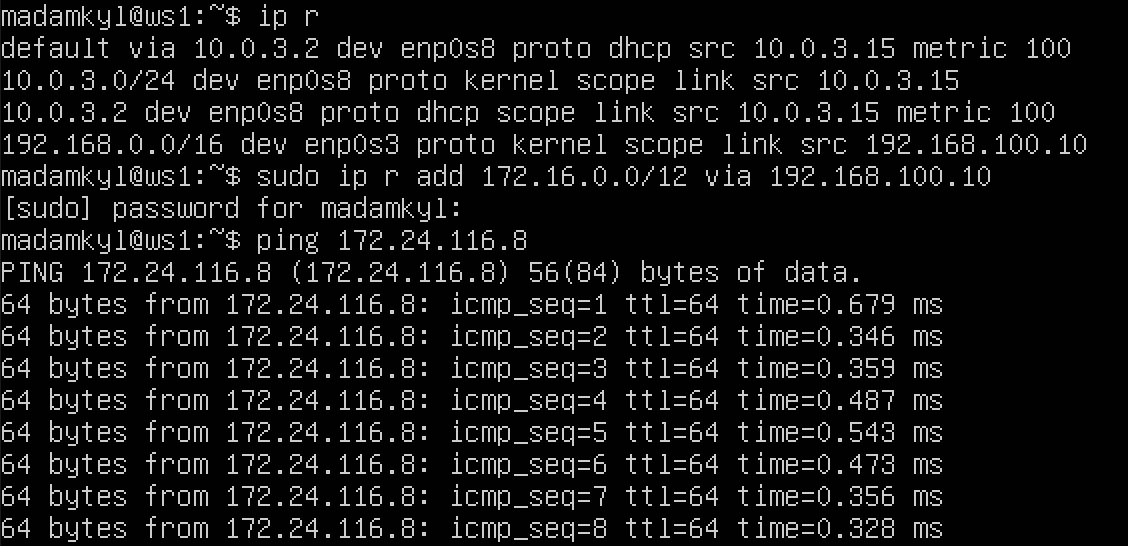 madamkyl@ws1:~$ ip r
default via 10.0.3.2 dev enp0s8 proto dhcp src 10.0.3.15 metric 100
10.0.3.0/24 dev enp0s8 proto kernel scope link src 10.0.3.15
10.0.3.2 dev enp0s8 proto dhcp scope link src 10.0.3.15 metric 100
192.168.0.0/16 dev enp0s3 proto kernel scope link src 192.168.100.10
madamkyl@ws1:~$ sudo ip r add 172.16.0.0/12 via 192.168.100.10
[sudo] password for madamkyl:
madamkyl@ws1:~$ ping 172.24.116.8
PING 172.24.116.8 (172.24.116.8) 56(84) bytes of data.
64 bytes from 172.24.116.8: icmp_seq=1 ttl=64 time=0.679 ms
64 bytes from 172.24.116.8: icmp_seq=2 ttl=64 time=0.346 ms
64 bytes from 172.24.116.8: icmp_seq=3 ttl=64 time=0.359 ms
64 bytes from 172.24.116.8: icmp_seq=4 ttl=64 time=0.487 ms
64 bytes from 172.24.116.8: icmp_seq=5 ttl=64 time=0.543 ms
64 bytes from 172.24.116.8: icmp_seq=6 ttl=64 time=0.473 ms
64 bytes from 172.24.116.8: icmp_seq=7 ttl=64 time=0.356 ms
64 bytes from 172.24.116.8: icmp_seq=8 ttl=64 time=0.328 ms